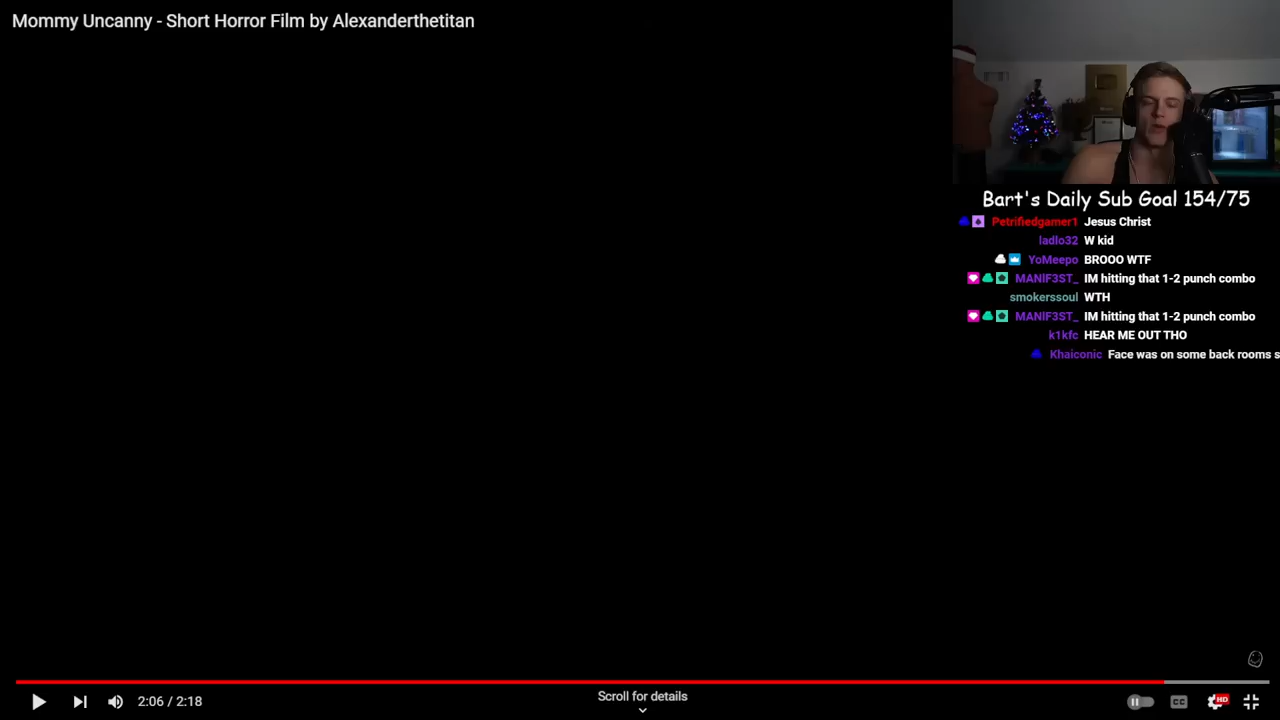 Mommy Uncanny - Short Horror Film by Alexanderthetitan
Bart's Daily Sub Goal 154/75
Petrifiedgamer1 Jesus Christ
ladlo32 W kid
YoMeepo BROOO WTF
MANIF3ST_ IM hitting that 1-2 punch combo
smokerssoul WTH
MANIF3ST_ IM hitting that 1-2 punch combo
k1kfc HEAR ME OUT THO
Khaiconic Face was on some back rooms s
Scroll for details
2:06 / 2:18
CC
HD